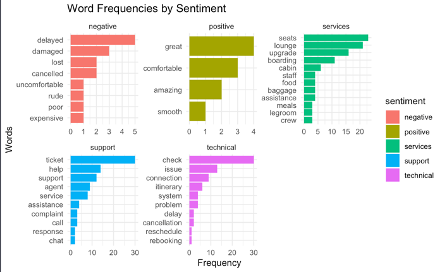 Word Frequencies by Sentiment
negative
delayed
damaged
lost
cancelled
uncomfortable
rude
poor
expensive
0 1 2 3 4 5
positive
great
comfortable
amazing
smooth
0 1 2 3 4
services
seats
lounge
upgrade
boarding
cabin
staff
food
baggage
assistance
meals
legroom
crew
0 5 10 15 20
support
ticket
help
support
agent
service
assistance
complaint
call
response
chat
0 10 20 30
technical
check
issue
connection
itinerary
system
problem
delay
cancellation
reschedule
rebooking
0 10 20 30
Words
Frequency
sentiment
negative
positive
services
support
technical